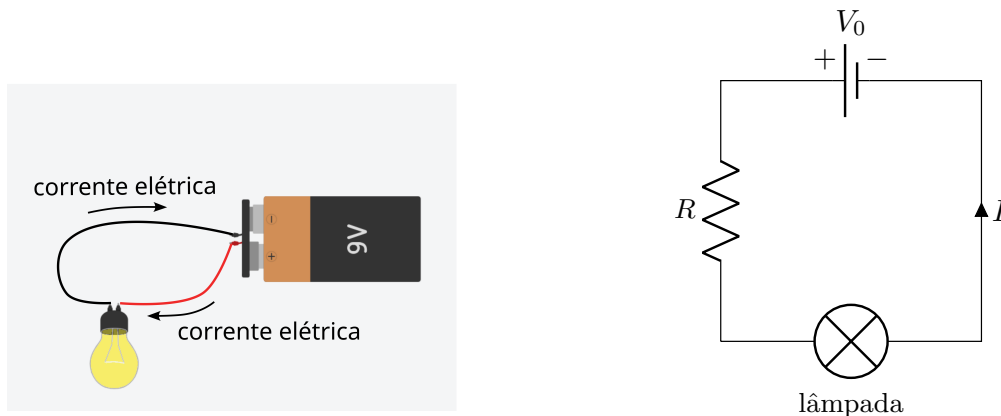 corrente elétrica
9V
−
+
corrente elétrica
V0
+ −
R
I
lâmpada